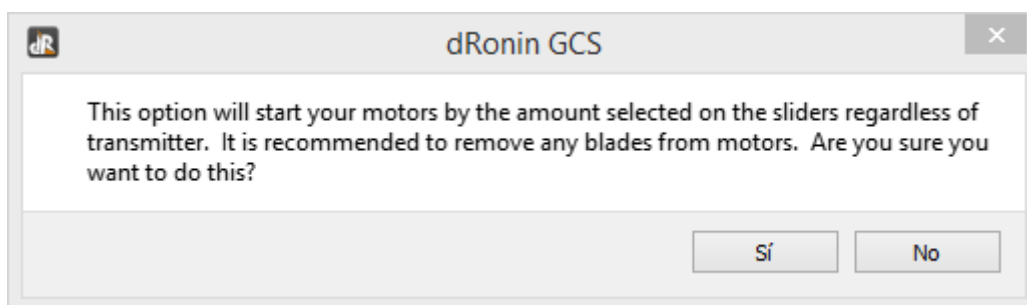 dR
dRonin GCS
This option will start your motors by the amount selected on the sliders regardless of
transmitter.  It is recommended to remove any blades from motors.  Are you sure you
want to do this?
Sí
No